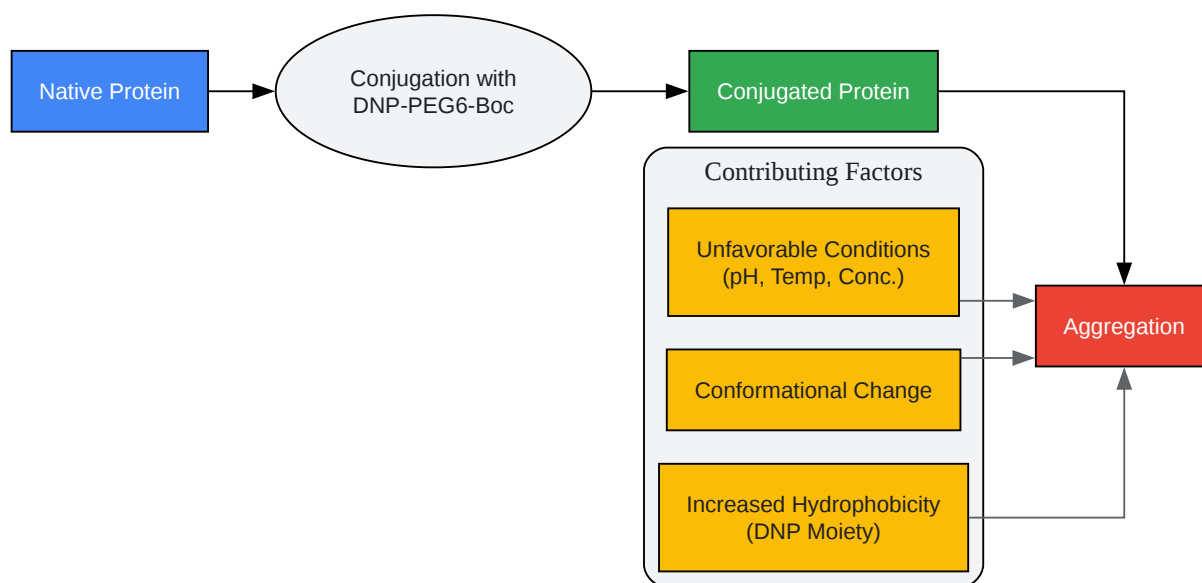 Native Protein
Conjugation with
DNP-PEG6-Boc
Conjugated Protein
Contributing Factors
Unfavorable Conditions
(pH, Temp, Conc.)
Aggregation
Conformational Change
Increased Hydrophobicity
(DNP Moiety)